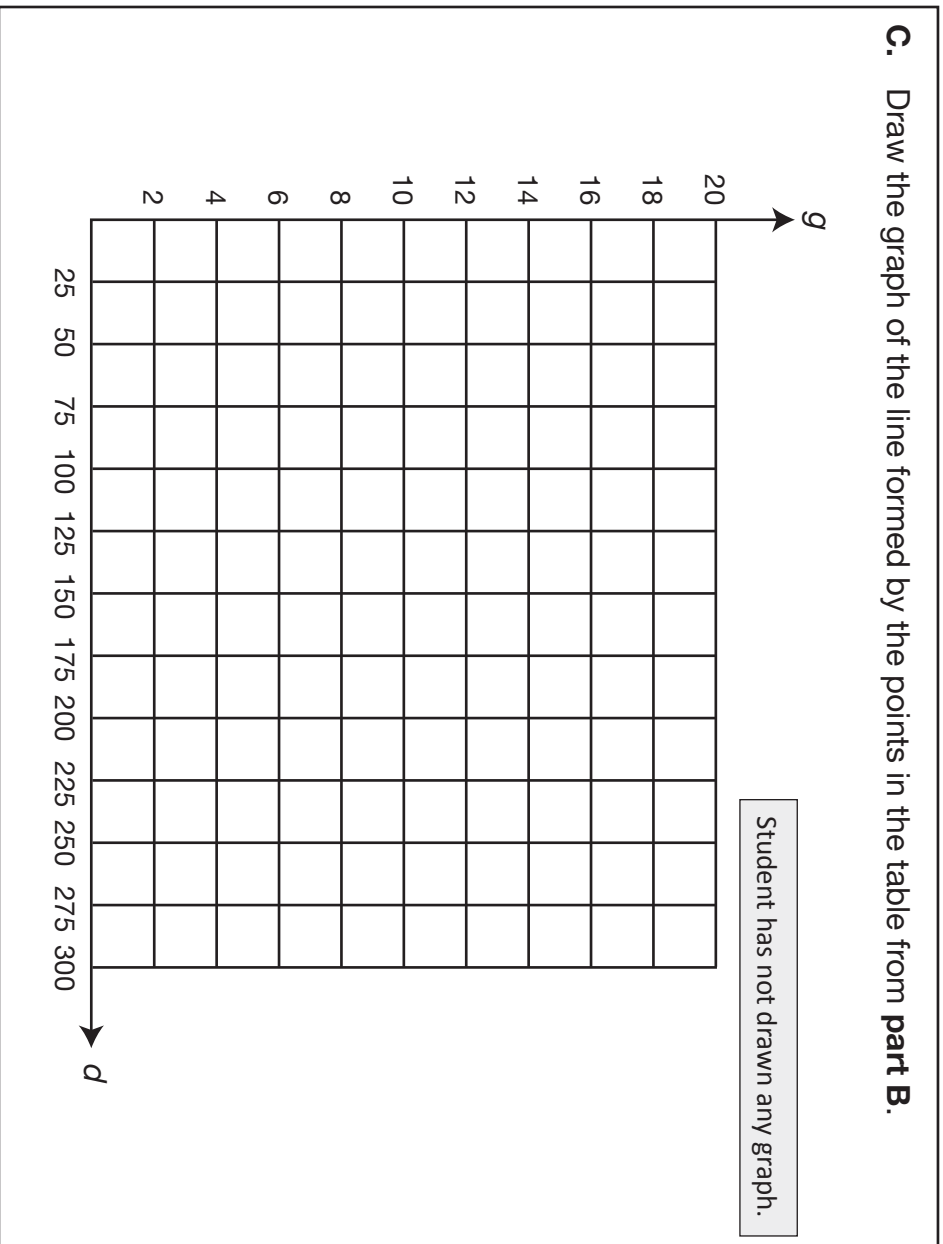 C. Draw the graph of the line formed by the points in the table from part B.
Student has not drawn any graph.
g
20
18
16
14
12
10
8
6
4
2
25 50 75 100 125 150 175 200 225 250 275 300
d